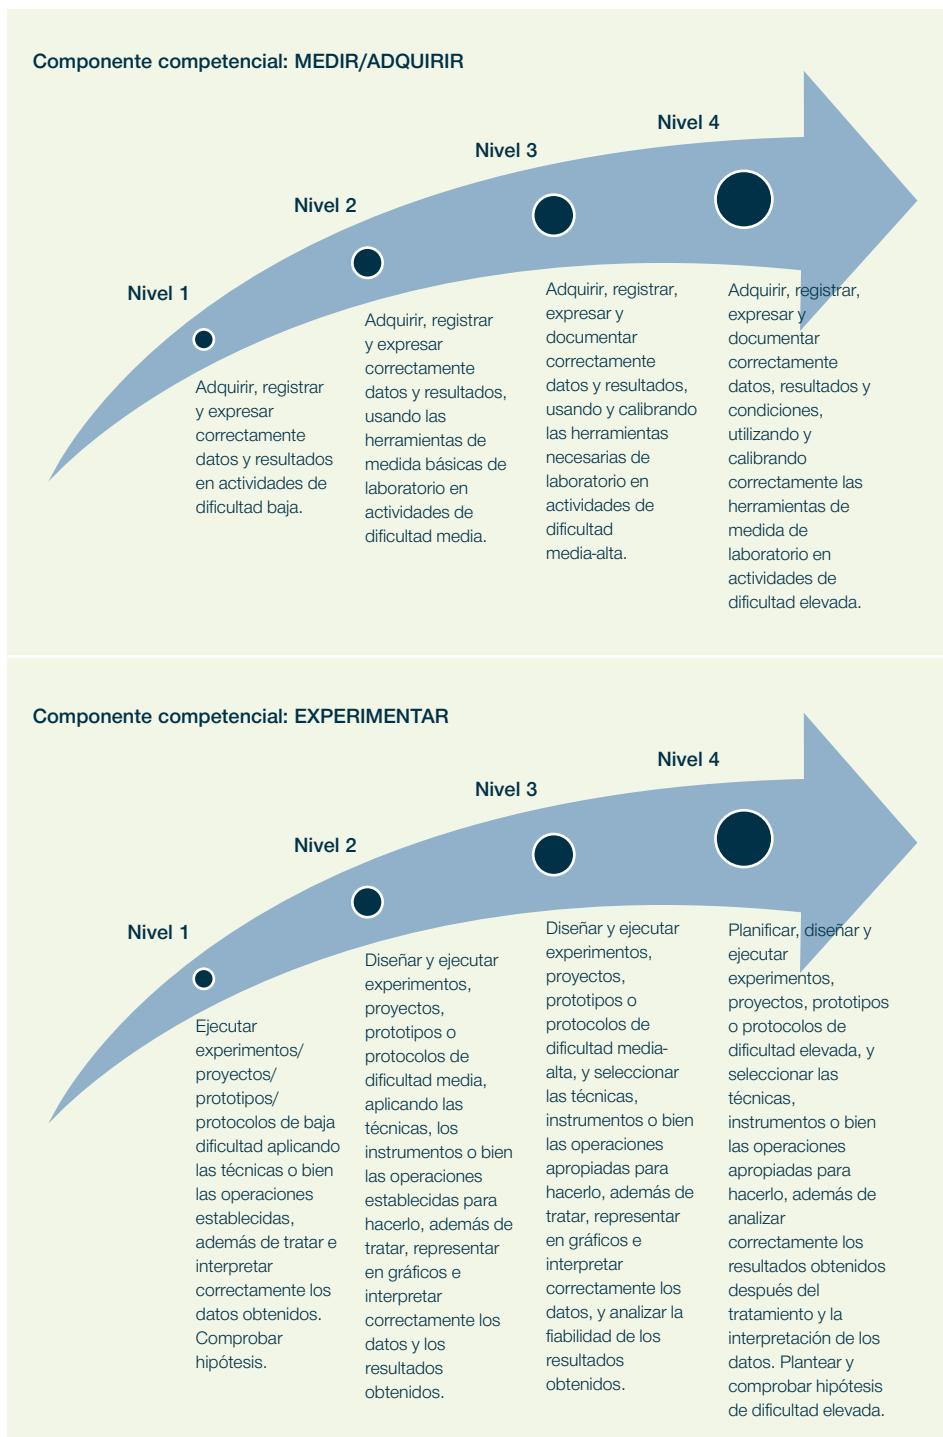 Componente competencial: MEDIR/ADQUIRIR
Nivel 1
Adquirir, registrar
y expresar
correctamente
datos y resultados
en actividades de
dificultad baja.
Nivel 2
Adquirir, registrar
y expresar
correctamente
datos y resultados,
usando las
herramientas de
medida básicas de
laboratorio en
actividades de
dificultad media.
Nivel 3
Adquirir, registrar,
expresar y
documentar
correctamente
datos y resultados,
usando y calibrando
las herramientas
necesarias de
laboratorio en
actividades de
dificultad
media-alta.
Nivel 4
Adquirir, registrar,
expresar y
documentar
correctamente
datos, resultados y
condiciones,
utilizando y
calibrando
correctamente las
herramientas de
medida de
laboratorio en
actividades de
dificultad elevada.
Componente competencial: EXPERIMENTAR
Nivel 1
Ejecutar
experimentos/
proyectos/
prototipos/
protocolos de baja
dificultad aplicando
las técnicas o bien
las operaciones
establecidas,
además de tratar e
interpretar
correctamente los
datos obtenidos.
Comprobar
hipótesis.
Nivel 2
Diseñar y ejecutar
experimentos,
proyectos,
prototipos o
protocolos de
dificultad media,
aplicando las
técnicas, los
instrumentos o bien
las operaciones
establecidas para
hacerlo, además de
tratar, representar
en gráficos e
interpretar
correctamente los
datos y los
resultados
obtenidos.
Nivel 3
Diseñar y ejecutar
experimentos,
proyectos,
prototipos o
protocolos de
dificultad media-
alta, y seleccionar
las técnicas,
instrumentos o bien
las operaciones
apropiadas para
hacerlo, además de
tratar, representar
en gráficos e
interpretar
correctamente los
datos, y analizar la
fiabilidad de los
resultados
obtenidos.
Nivel 4
Planificar, diseñar y
ejecutar
experimentos,
proyectos, prototipos
o protocolos de
dificultad elevada, y
seleccionar las
técnicas,
instrumentos o bien
las operaciones
apropiadas para
hacerlo, además de
analizar
correctamente los
resultados obtenidos
después del
tratamiento y la
interpretación de los
datos. Plantear y
comprobar hipótesis
de dificultad elevada.